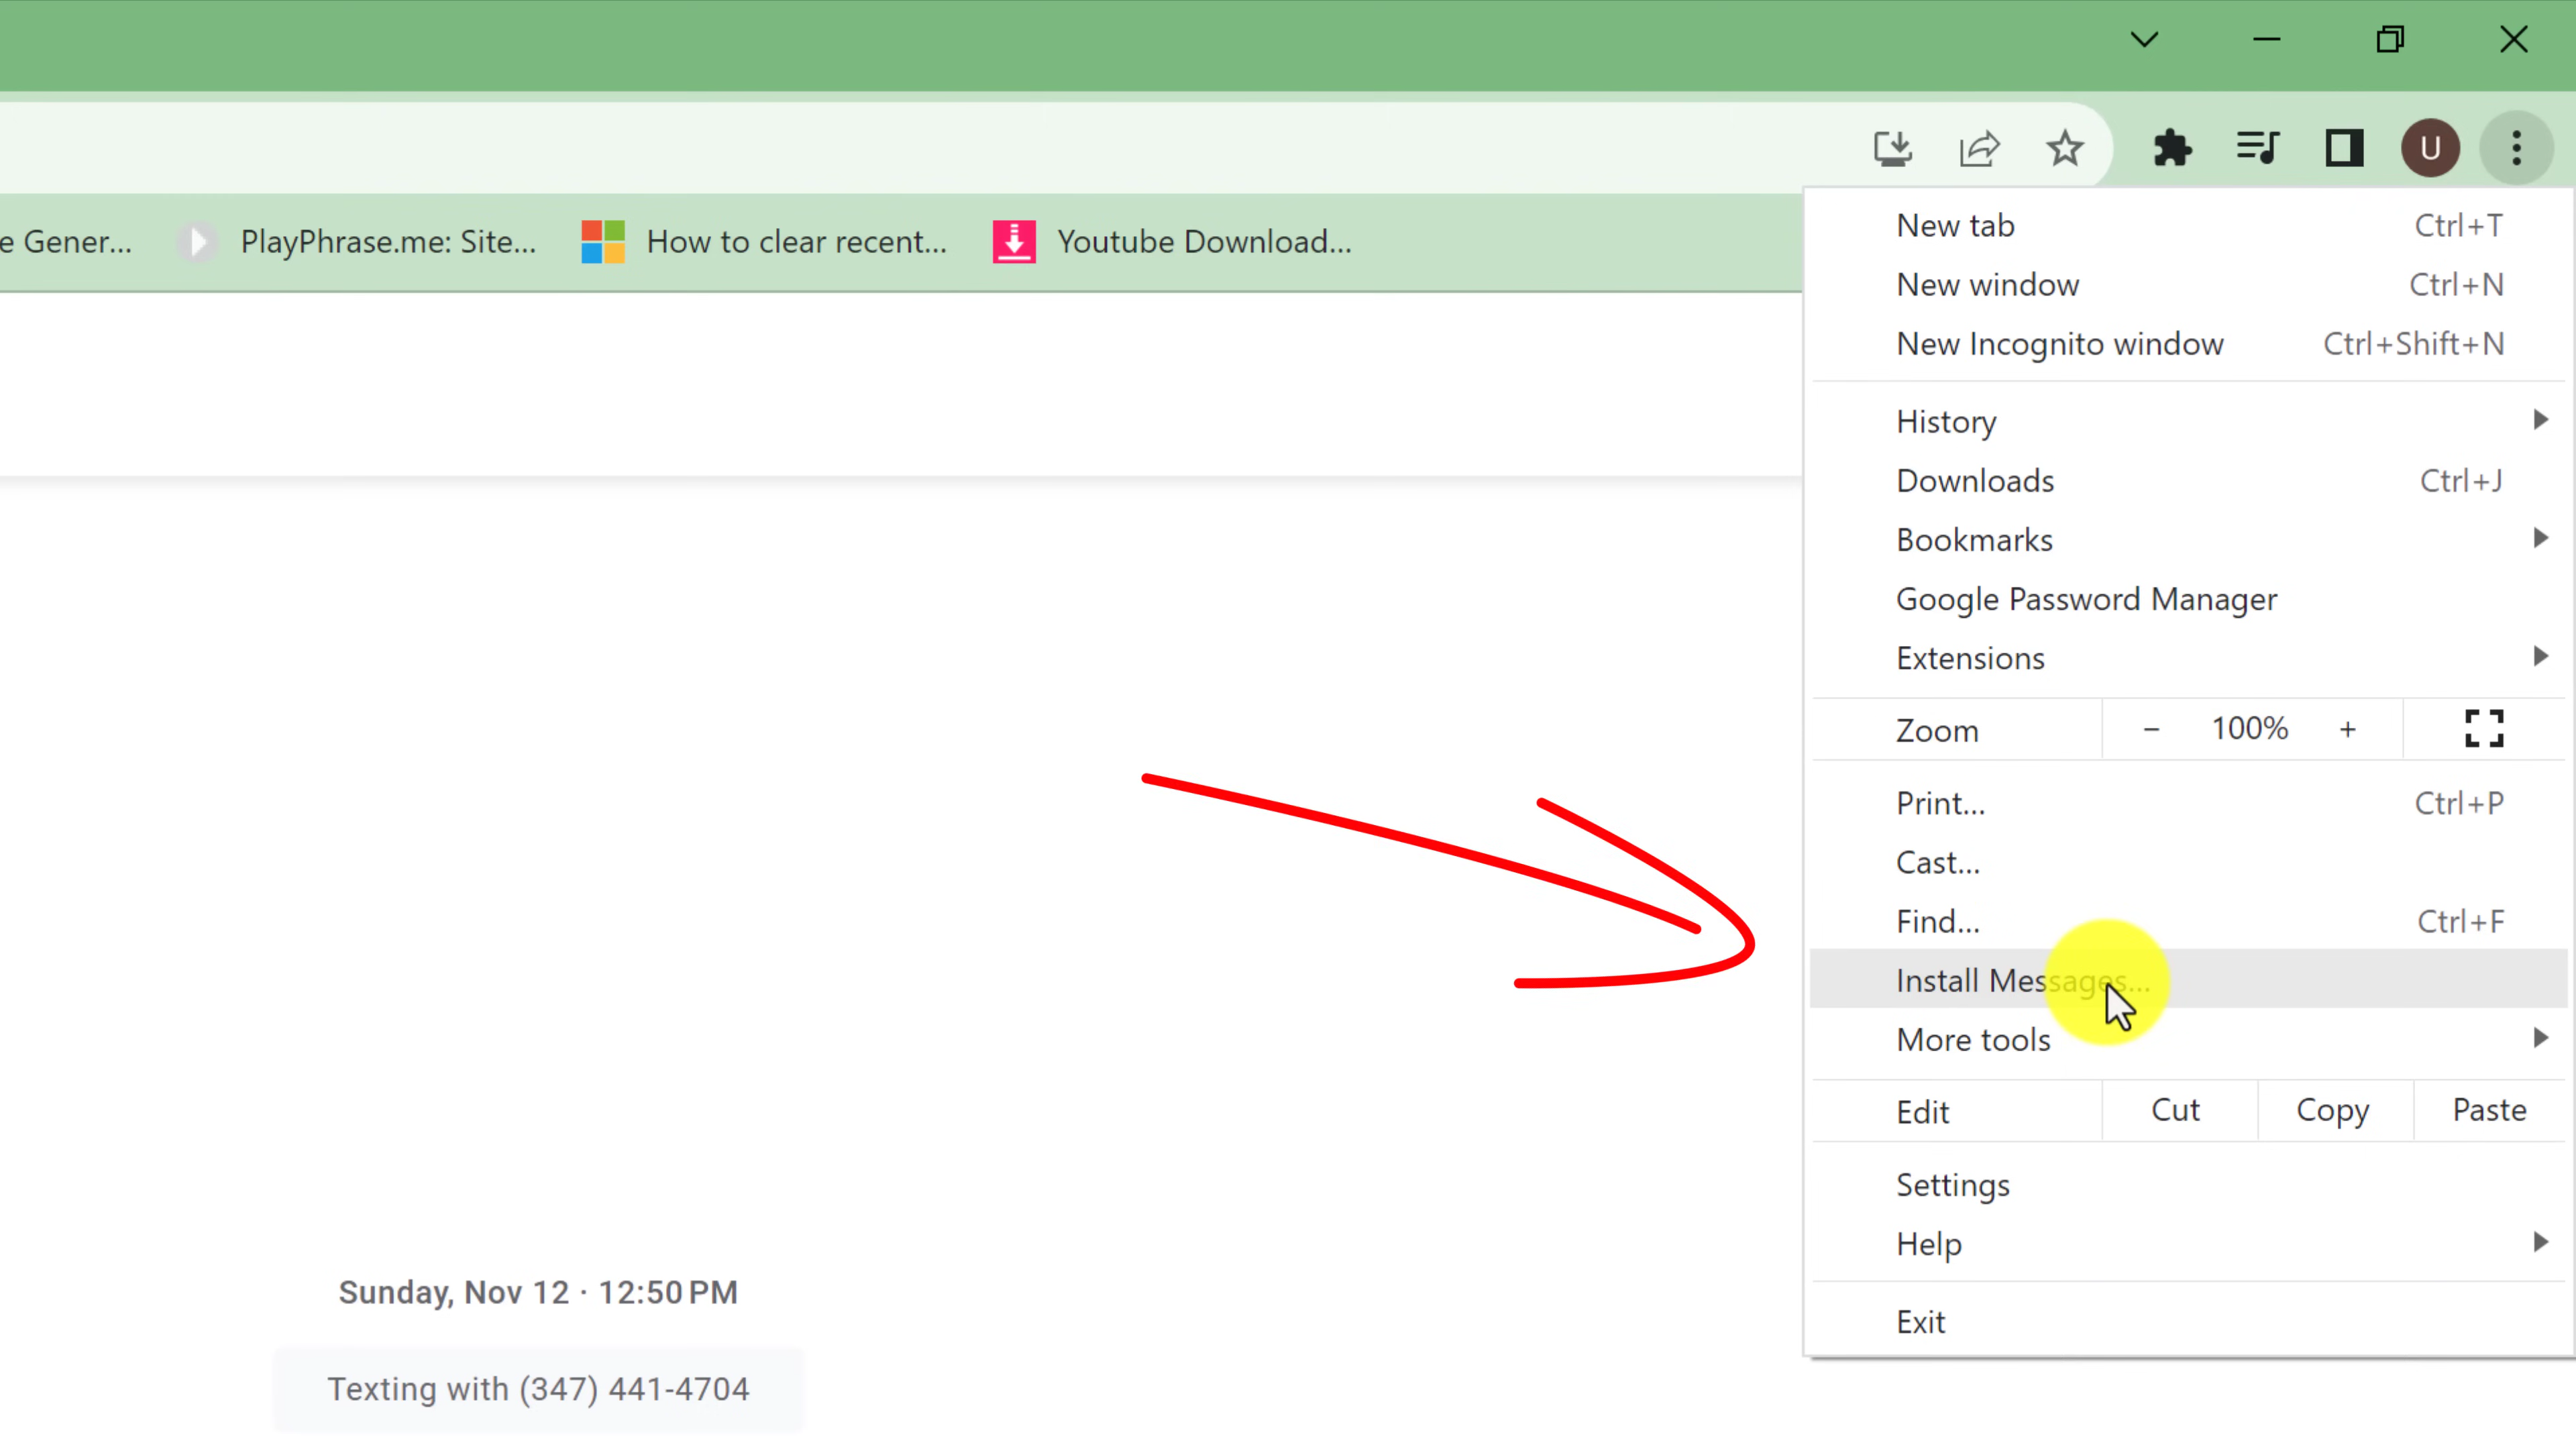 U
e Gener...
PlayPhrase.me: Site...
How to clear recent...
Youtube Download...
New tab Ctrl+T
New window Ctrl+N
New Incognito window Ctrl+Shift+N
History
Downloads Ctrl+J
Bookmarks
Google Password Manager
Extensions
Zoom − 100% +
Print... Ctrl+P
Cast...
Find... Ctrl+F
Install Messages...
More tools
Edit Cut Copy Paste
Settings
Help
Exit
Sunday, Nov 12 · 12:50 PM
Texting with (347) 441-4704